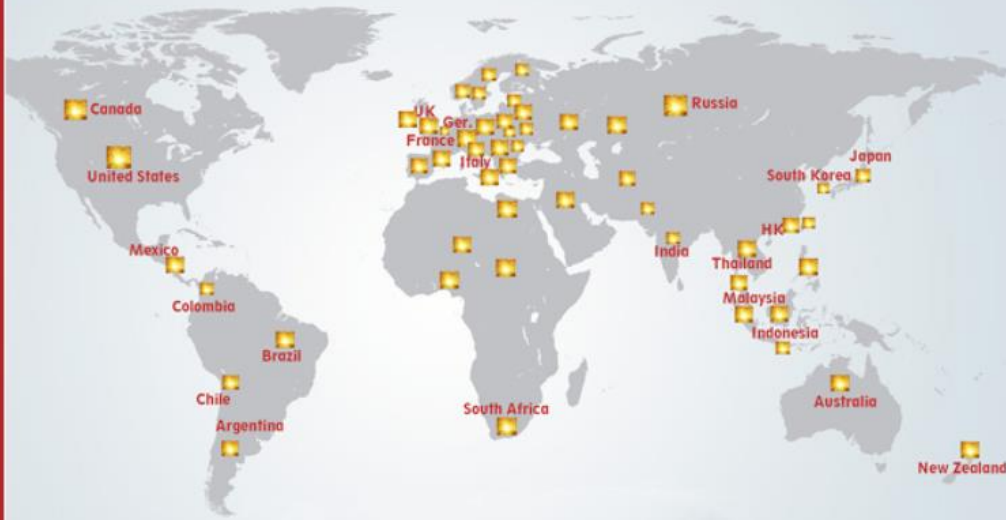 Canada
United States
Mexico
Colombia
Brazil
Chile
Argentina
UK
Ger.
France
Italy
Russia
Japan
South Korea
HK
India
Thailand
Malaysia
Indonesia
South Africa
Australia
New Zealand